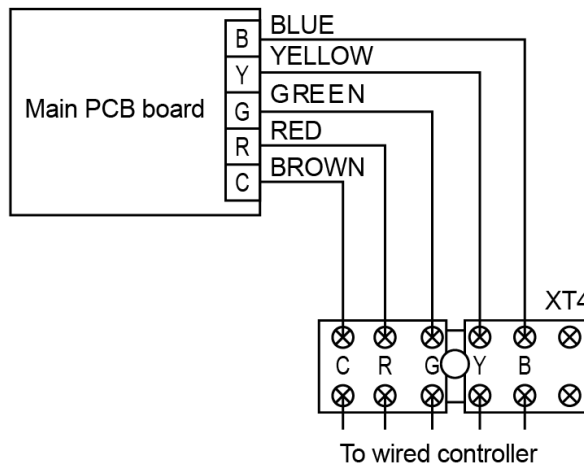 B
BLUE
Y
YELLOW
Main PCB board
G
GREEN
R
RED
C
BROWN
XT4
C R G Y B
To wired controller